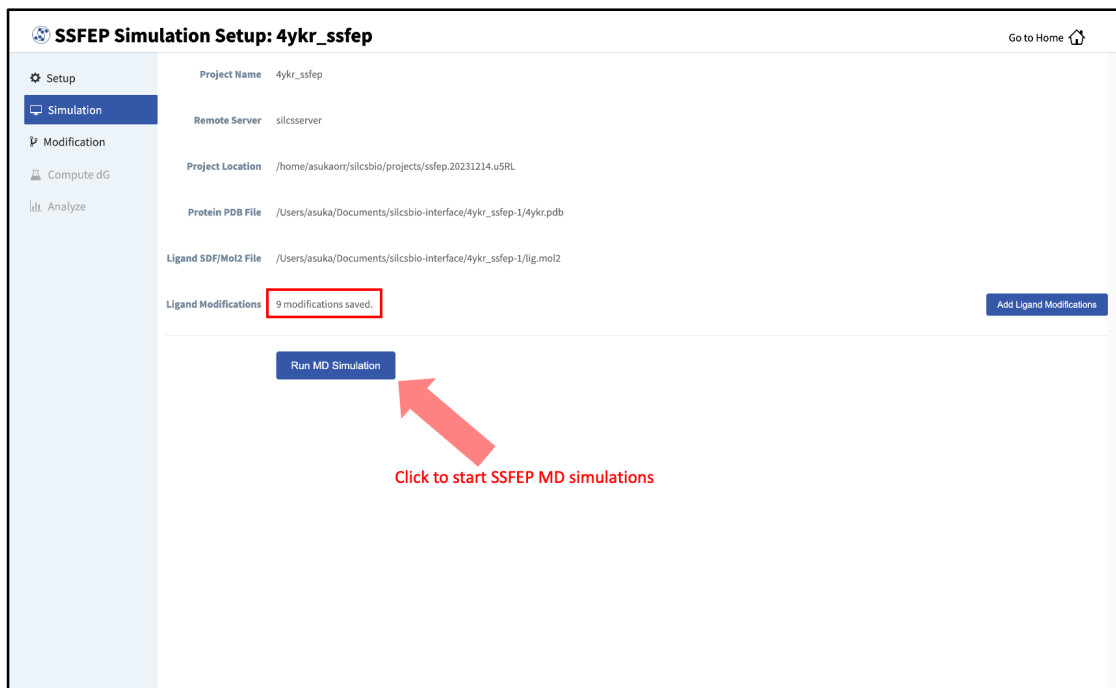 SSFEP Simulation Setup: 4ykr_ssfep
Go to Home
Setup
Simulation
Modification
Compute dG
Analyze
Project Name 4ykr_ssfep
Remote Server silcsserver
Project Location /home/asukaorr/silcsbio/projects/ssfep.20231214.u5RL
Protein PDB File /Users/asuka/Documents/silcsbio-interface/4ykr_ssfep-1/4ykr.pdb
Ligand SDF/Mol2 File /Users/asuka/Documents/silcsbio-interface/4ykr_ssfep-1/lig.mol2
Ligand Modifications 9 modifications saved. Add Ligand Modifications
Run MD Simulation
Click to start SSFEP MD simulations